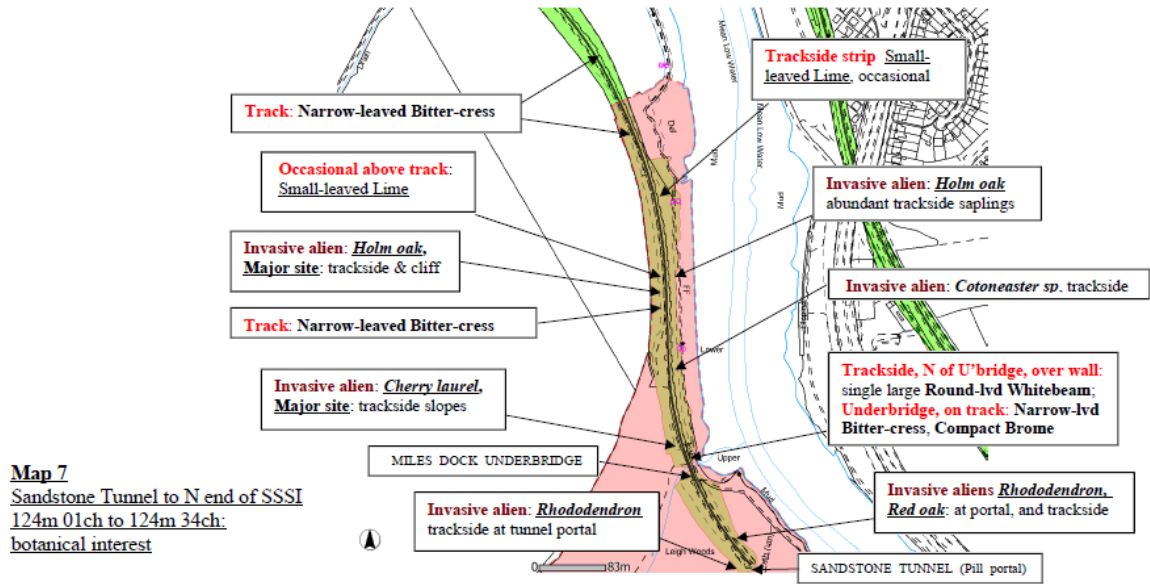 Trackside strip Small-
leaved Lime, occasional
Track: Narrow-leaved Bitter-cress
Occasional above track:
Small-leaved Lime
Invasive alien: Holm oak
abundant trackside saplings
Invasive alien: Holm oak,
Major site: trackside & cliff
Invasive alien: Cotoneaster sp, trackside
Track: Narrow-leaved Bitter-cress
Trackside, N of U'bridge, over wall:
single large Round-lvd Whitebeam;
Underbridge, on track: Narrow-lvd
Bitter-cress, Compact Brome
Invasive alien: Cherry laurel,
Major site: trackside slopes
MILES DOCK UNDERBRIDGE
Map 7
Sandstone Tunnel to N end of SSSI
124m 01ch to 124m 34ch:
botanical interest
Invasive alien: Rhododendron
trackside at tunnel portal
Invasive aliens Rhododendron,
Red oak: at portal, and trackside
SANDSTONE TUNNEL (Pill portal)
0 83m
Leigh Woods
Drain
Mean Low Water
Mean Low Water
Def
Mud
Mud
FF
Lower
Upper
Mud